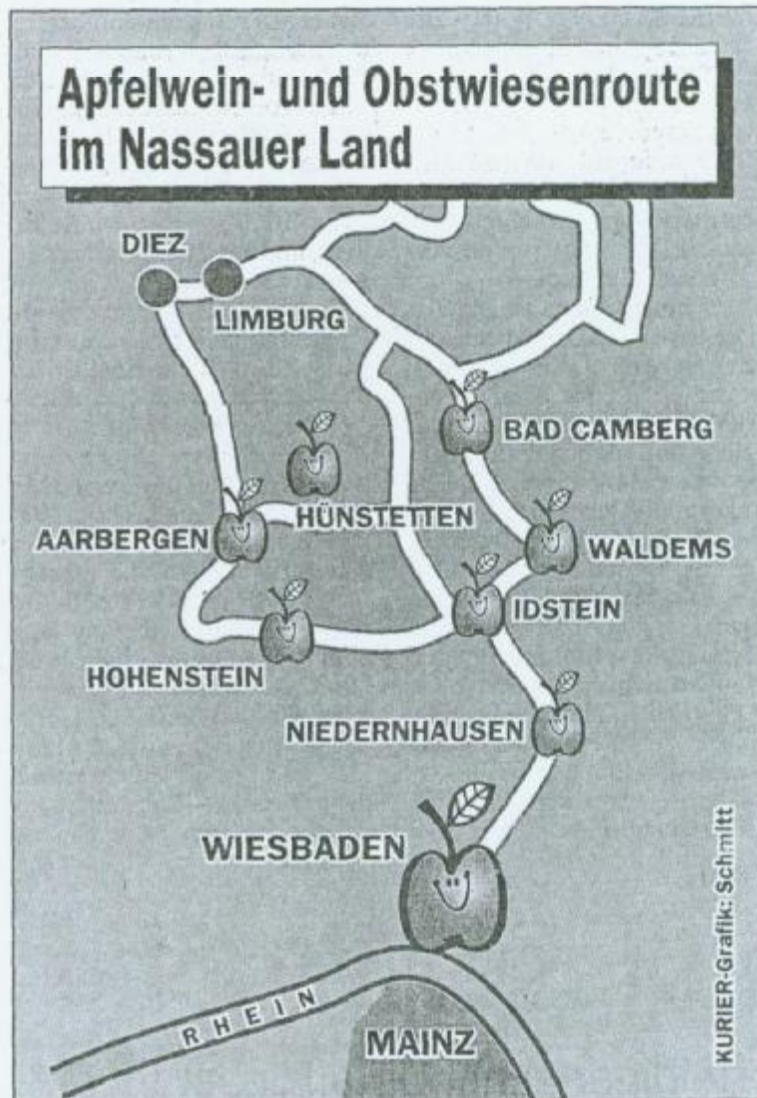 Apfelwein- und Obstwiesenroute
im Nassauer Land
DIEZ
LIMBURG
BAD CAMBERG
HÜNSTETTEN
AARBERGEN
WALDEMS
IDSTEIN
HOHENSTEIN
NIEDERNHAUSEN
WIESBADEN
RHEIN
MAINZ
KURIER-Grafik: Schmitt